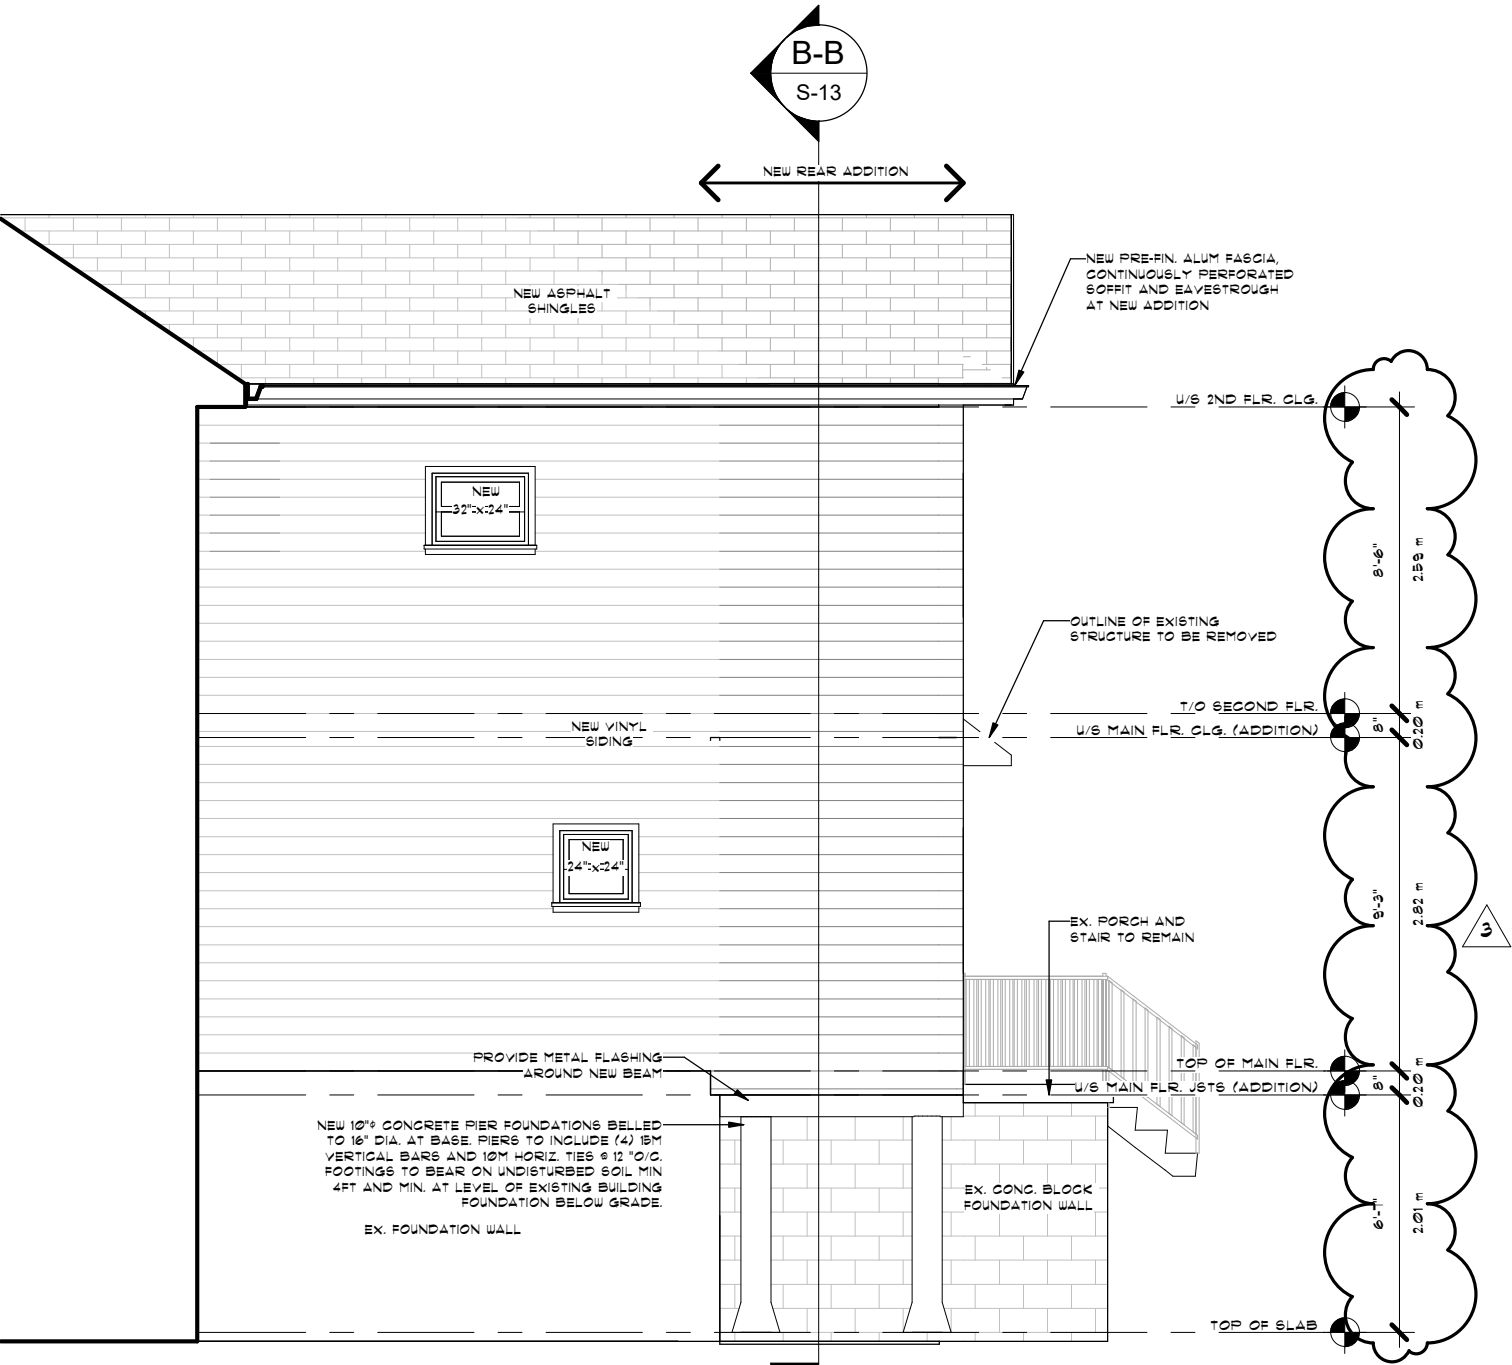 B-B
S-13
NEW REAR ADDITION
NEW PRE-FIN. ALUM FASCIA,
CONTINUOUSLY PERFORATED
SOFFIT AND EAVESTROUGH
AT NEW ADDITION
NEW ASPHALT
SHINGLES
U/S 2ND FLR. CLG.
NEW
32" x 24"
8'-6"
2.59 m
OUTLINE OF EXISTING
STRUCTURE TO BE REMOVED
T/O SECOND FLR.
8"
0.20 m
NEW VINYL
SIDING
U/S MAIN FLR. CLG. (ADDITION)
NEW
24" x 24"
9'-3"
2.82 m
3
EX. PORCH AND
STAIR TO REMAIN
PROVIDE METAL FLASHING
AROUND NEW BEAM
TOP OF MAIN FLR.
8"
0.20 m
U/S MAIN FLR. JSTS (ADDITION)
NEW 10"⌀ CONCRETE PIER FOUNDATIONS BELLED
TO 16" DIA. AT BASE. PIERS TO INCLUDE (4) 15M
VERTICAL BARS AND 10M HORIZ. TIES @ 12 "O/C.
FOOTINGS TO BEAR ON UNDISTURBED SOIL MIN
4FT AND MIN. AT LEVEL OF EXISTING BUILDING
FOUNDATION BELOW GRADE.
EX. FOUNDATION WALL
EX. CONC. BLOCK
FOUNDATION WALL
6'-7"
2.01 m
TOP OF SLAB